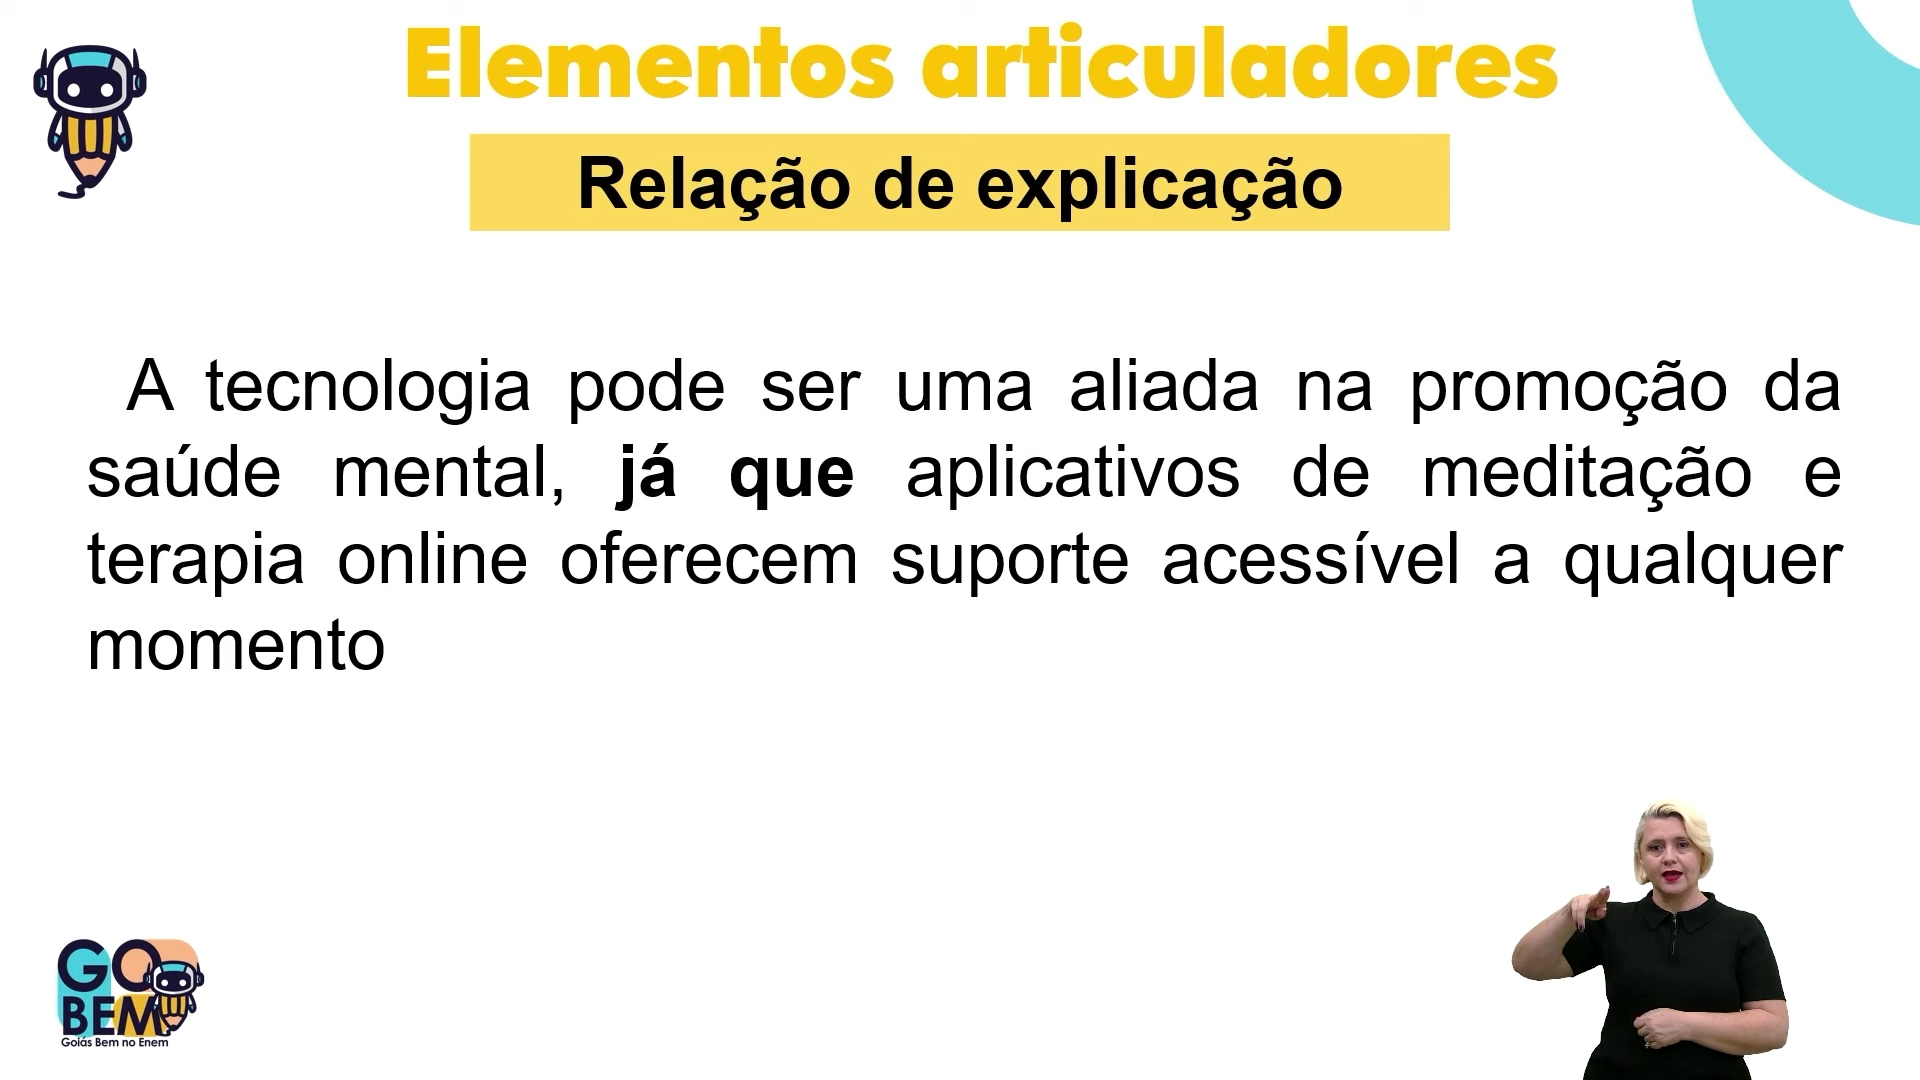 Elementos articuladores
Relação de explicação
A tecnologia pode ser uma aliada na promoção da
saúde mental, já que aplicativos de meditação e
terapia online oferecem suporte acessível a qualquer
momento
GO
BEM
Goiás Bem no Enem